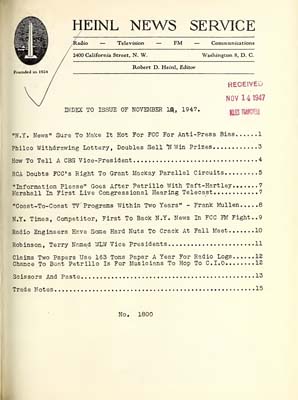 HEINL NEWS SERVICE
Radio — Television — FM — Communications
2400 California Street, N. W. Washington 8, D. C.
Robert D. Heinl, Editor
Founded in 1924
RECEIVED
NOV 14 1947
INDEX TO ISSUE OF NOVEMBER 12, 1947.
"N.Y. News" Sure To Make It Hot For FCC For Anti-Press Bias......1
Philco Withdrawing Lottery, Doubles Sell 'N Win Prizes...........3
How To Tell A CBS Vice-President.................................4
RCA Doubts FCC's Right To Grant Mackay Parallel Circuits.........5
"Information Please" Goes After Petrillo With Taft-Hartley.......7
Marshall In First Live Congressional Hearing Telecast............7
"Coast-To-Coast TV Programs Within Two Years" - Frank Mullen.....8
N.Y. Times, Competitor, First To Back N.Y. News In FCC Fight.....9
Radio Engineers Have Some Hard Nuts To Crack At Fall Meet.......10
Robinson, Terry Named WLW Vice Presidents.......................11
Claims Two Papers Use 163 Tons Paper A Year For Radio Logs......12
Chance To Bust Petrillo Is For Musicians To Hop To C.I.O........12
Scissors And Paste..............................................13
Trade Notes.....................................................15
No. 1800